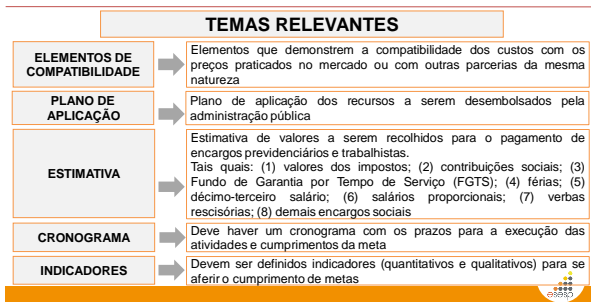 TEMAS RELEVANTES
ELEMENTOS DE
COMPATIBILIDADE
Elementos que demonstrem a compatibilidade dos custos com os
preços praticados no mercado ou com outras parcerias da mesma
natureza
PLANO DE
APLICAÇÃO
Plano de aplicação dos recursos a serem desembolsados pela
administração pública
ESTIMATIVA
Estimativa de valores a serem recolhidos para o pagamento de
encargos previdenciários e trabalhistas.
Tais quais: (1) valores dos impostos; (2) contribuições sociais; (3)
Fundo de Garantia por Tempo de Serviço (FGTS); (4) férias; (5)
décimo-terceiro salário; (6) salários proporcionais; (7) verbas
rescisórias; (8) demais encargos sociais
CRONOGRAMA
Deve haver um cronograma com os prazos para a execução das
atividades e cumprimentos da meta
INDICADORES
Devem ser definidos indicadores (quantitativos e qualitativos) para se
aferir o cumprimento de metas
esesp